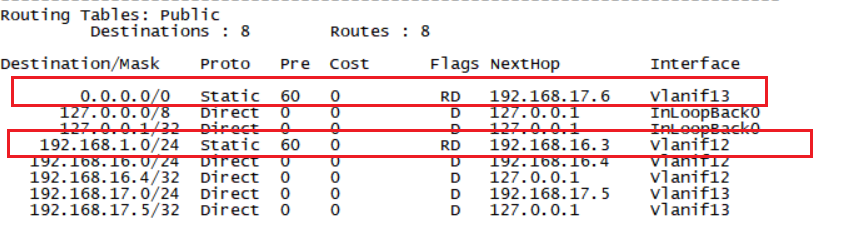 Routing Tables: Public
Destinations : 8 Routes : 8
Destination/Mask Proto Pre Cost Flags NextHop Interface
0.0.0.0/0 Static 60 0 RD 192.168.17.6 Vlanif13
127.0.0.0/8 Direct 0 0 D 127.0.0.1 InLoopBack0
127.0.0.1/32 Direct 0 0 D 127.0.0.1 InLoopBack0
192.168.1.0/24 Static 60 0 RD 192.168.16.3 Vlanif12
192.168.16.0/24 Direct 0 0 D 192.168.16.4 Vlanif12
192.168.16.4/32 Direct 0 0 D 127.0.0.1 Vlanif12
192.168.17.0/24 Direct 0 0 D 192.168.17.5 Vlanif13
192.168.17.5/32 Direct 0 0 D 127.0.0.1 Vlanif13